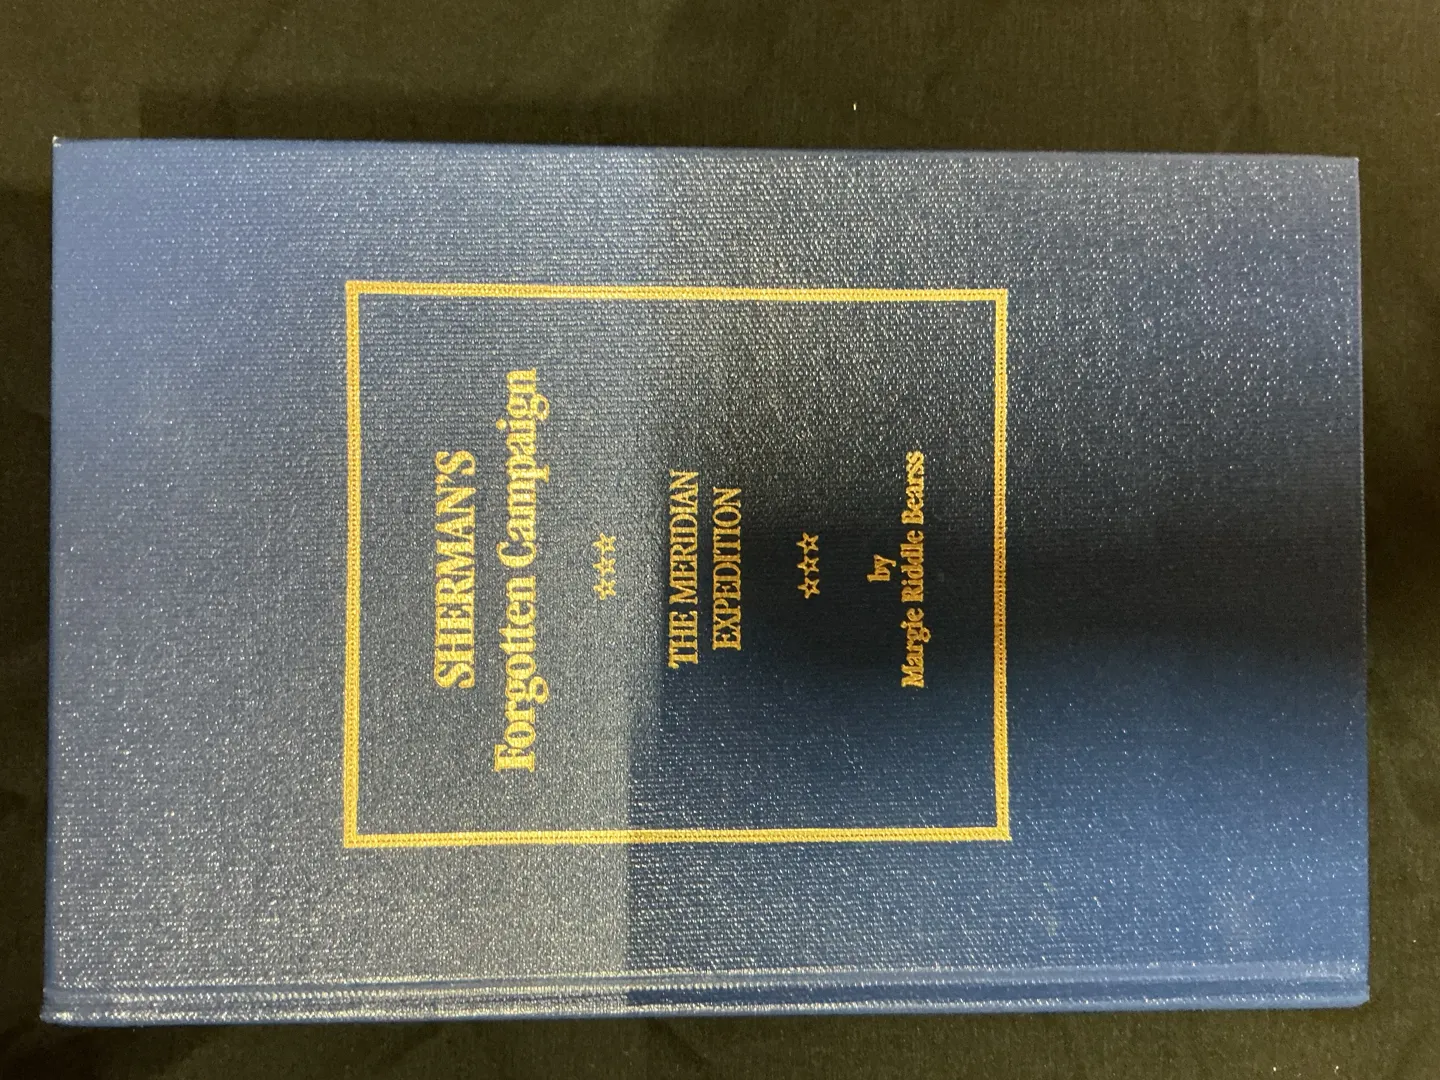 SHERMAN'S
Forgotten Campaign
☆☆☆
THE MERIDIAN
EXPEDITION
☆☆☆
by
Margie Riddle Bearss